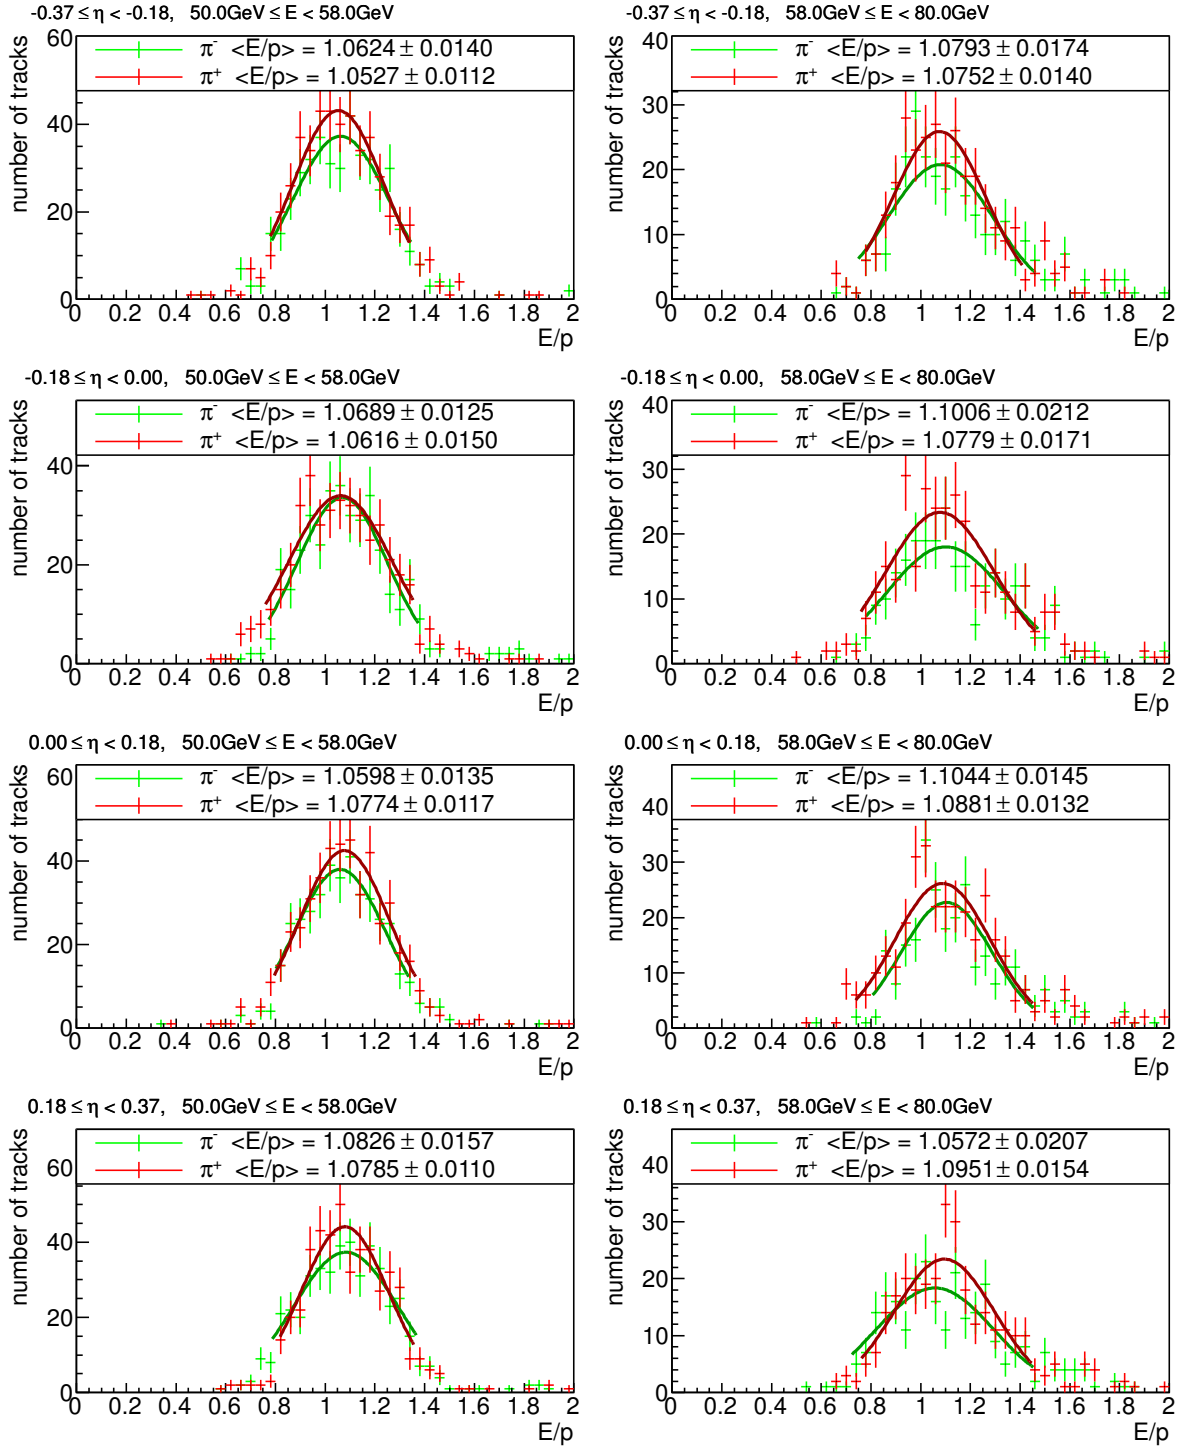 -0.37 ≤ η < -0.18, 50.0GeV ≤ E < 58.0GeV
number of tracks
π⁻ <E/p> = 1.0624 ± 0.0140
π⁺ <E/p> = 1.0527 ± 0.0112
60
40
20
0
0 0.2 0.4 0.6 0.8 1 1.2 1.4 1.6 1.8 2
E/p
-0.37 ≤ η < -0.18, 58.0GeV ≤ E < 80.0GeV
number of tracks
π⁻ <E/p> = 1.0793 ± 0.0174
π⁺ <E/p> = 1.0752 ± 0.0140
40
30
20
10
0
0 0.2 0.4 0.6 0.8 1 1.2 1.4 1.6 1.8 2
E/p
-0.18 ≤ η < 0.00, 50.0GeV ≤ E < 58.0GeV
number of tracks
π⁻ <E/p> = 1.0689 ± 0.0125
π⁺ <E/p> = 1.0616 ± 0.0150
40
20
0
0 0.2 0.4 0.6 0.8 1 1.2 1.4 1.6 1.8 2
E/p
-0.18 ≤ η < 0.00, 58.0GeV ≤ E < 80.0GeV
number of tracks
π⁻ <E/p> = 1.1006 ± 0.0212
π⁺ <E/p> = 1.0779 ± 0.0171
40
30
20
10
0
0 0.2 0.4 0.6 0.8 1 1.2 1.4 1.6 1.8 2
E/p
0.00 ≤ η < 0.18, 50.0GeV ≤ E < 58.0GeV
number of tracks
π⁻ <E/p> = 1.0598 ± 0.0135
π⁺ <E/p> = 1.0774 ± 0.0117
60
40
20
0
0 0.2 0.4 0.6 0.8 1 1.2 1.4 1.6 1.8 2
E/p
0.00 ≤ η < 0.18, 58.0GeV ≤ E < 80.0GeV
number of tracks
π⁻ <E/p> = 1.1044 ± 0.0145
π⁺ <E/p> = 1.0881 ± 0.0132
40
30
20
10
0
0 0.2 0.4 0.6 0.8 1 1.2 1.4 1.6 1.8 2
E/p
0.18 ≤ η < 0.37, 50.0GeV ≤ E < 58.0GeV
number of tracks
π⁻ <E/p> = 1.0826 ± 0.0157
π⁺ <E/p> = 1.0785 ± 0.0110
60
40
20
0
0 0.2 0.4 0.6 0.8 1 1.2 1.4 1.6 1.8 2
E/p
0.18 ≤ η < 0.37, 58.0GeV ≤ E < 80.0GeV
number of tracks
π⁻ <E/p> = 1.0572 ± 0.0207
π⁺ <E/p> = 1.0951 ± 0.0154
40
30
20
10
0
0 0.2 0.4 0.6 0.8 1 1.2 1.4 1.6 1.8 2
E/p